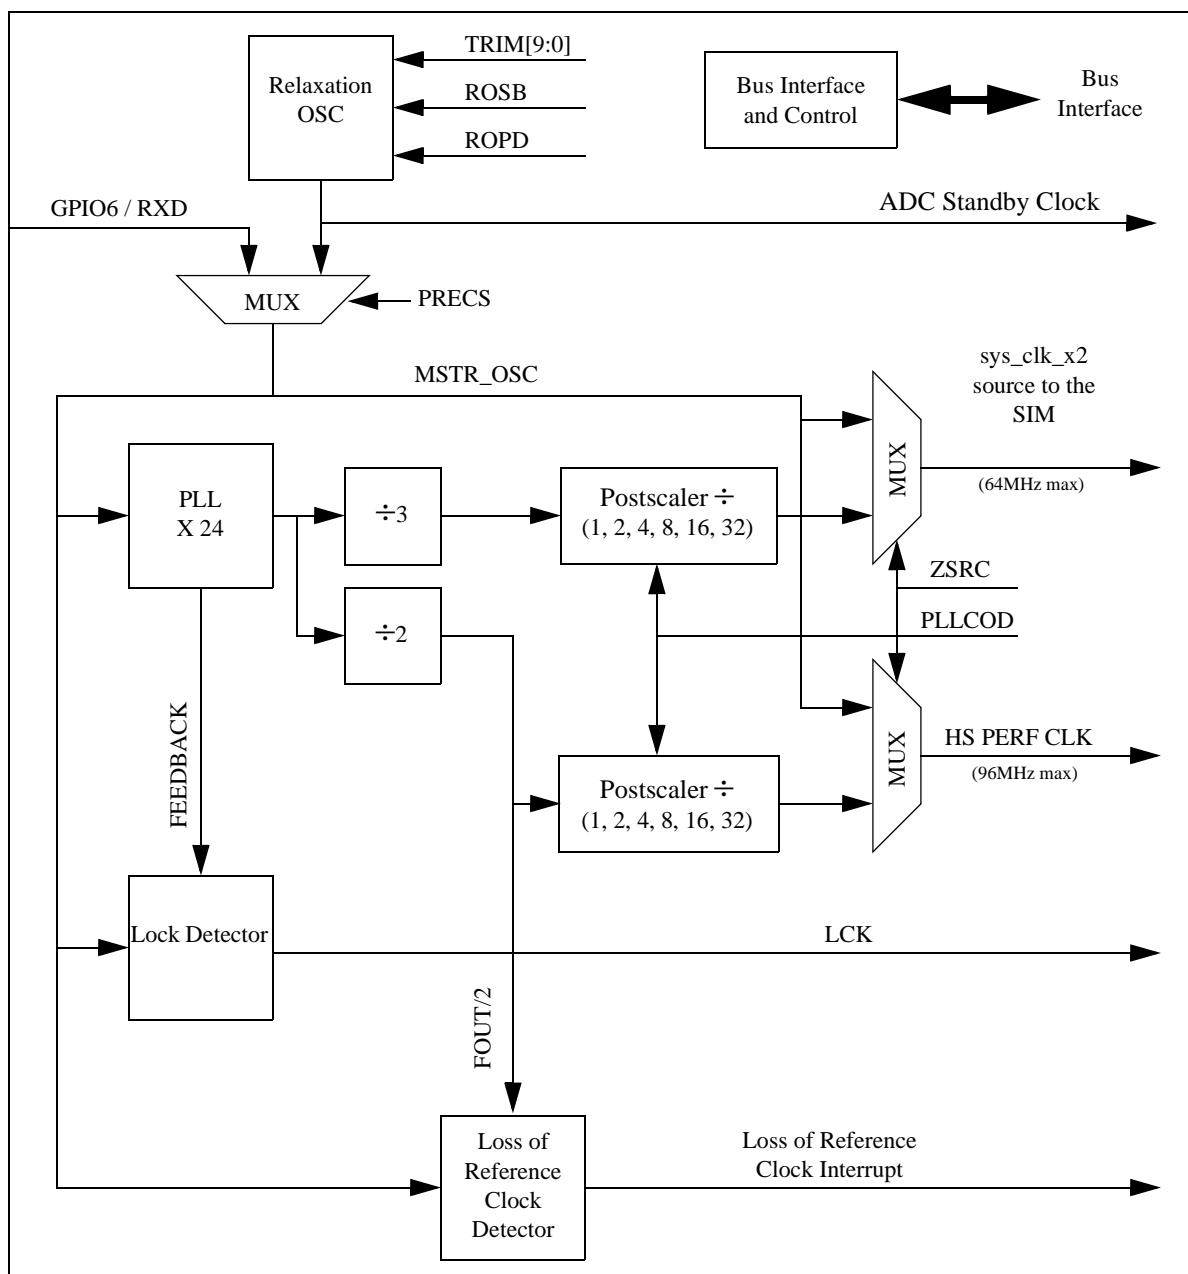 TRIM[9:0]
Relaxation
OSC
ROSB
ROPD
Bus Interface
and Control
Bus
Interface
GPIO6 / RXD
ADC Standby Clock
MUX
PRECS
MSTR_OSC
sys_clk_x2
source to the
SIM
(64MHz max)
MUX
PLL
X 24
÷3
Postscaler ÷
(1, 2, 4, 8, 16, 32)
ZSRC
PLLCOD
÷2
FEEDBACK
Postscaler ÷
(1, 2, 4, 8, 16, 32)
MUX
HS PERF CLK
(96MHz max)
Lock Detector
LCK
FOUT/2
Loss of
Reference
Clock
Detector
Loss of Reference
Clock Interrupt